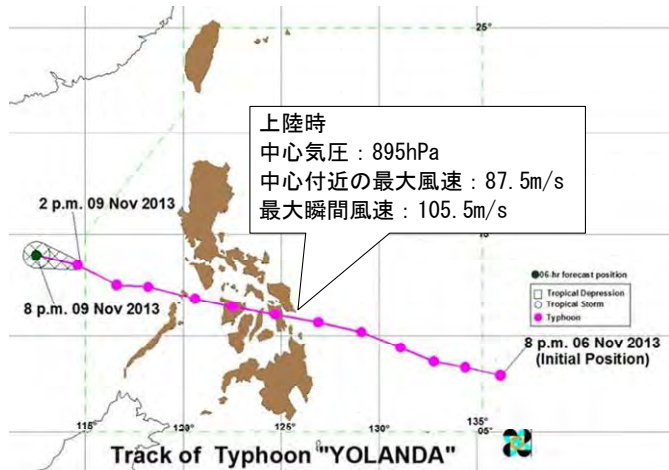 25°
上陸時
中心気圧：895hPa
中心付近の最大風速：87.5m/s
最大瞬間風速：105.5m/s
2 p.m. 09 Nov 2013
8 p.m. 09 Nov 2013
06-hr forecast position
Tropical Depression
Tropical Storm
Typhoon
8 p.m. 06 Nov 2013
(Initial Position)
115°
120°
125°
130°
135°
05°
Track of Typhoon "YOLANDA"